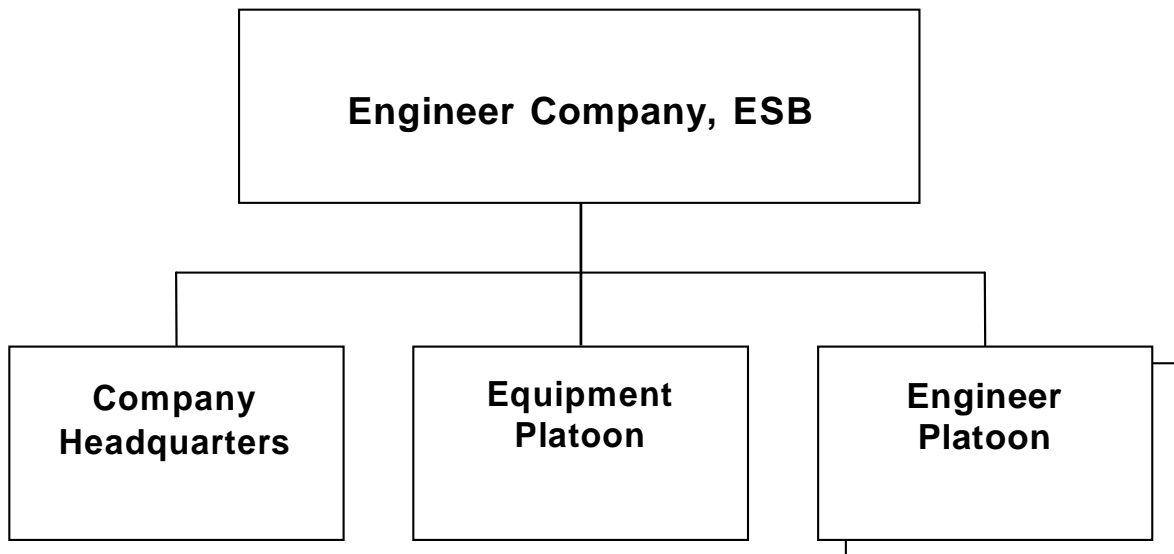 Engineer Company, ESB
Company
Headquarters
Equipment
Platoon
Engineer
Platoon